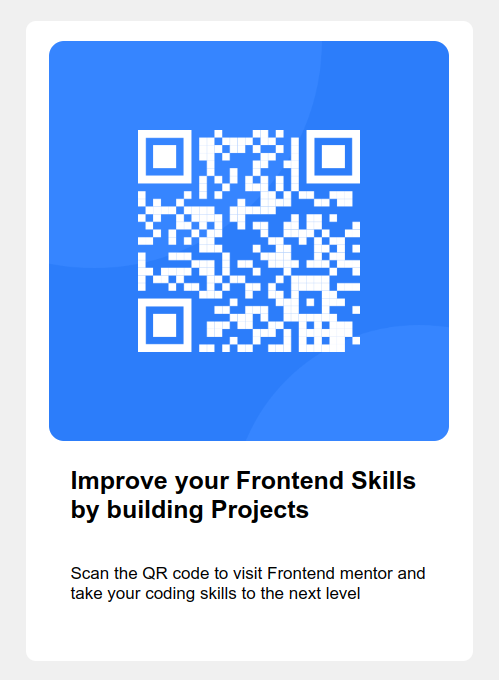 Improve your Frontend Skills
by building Projects
Scan the QR code to visit Frontend mentor and
take your coding skills to the next level